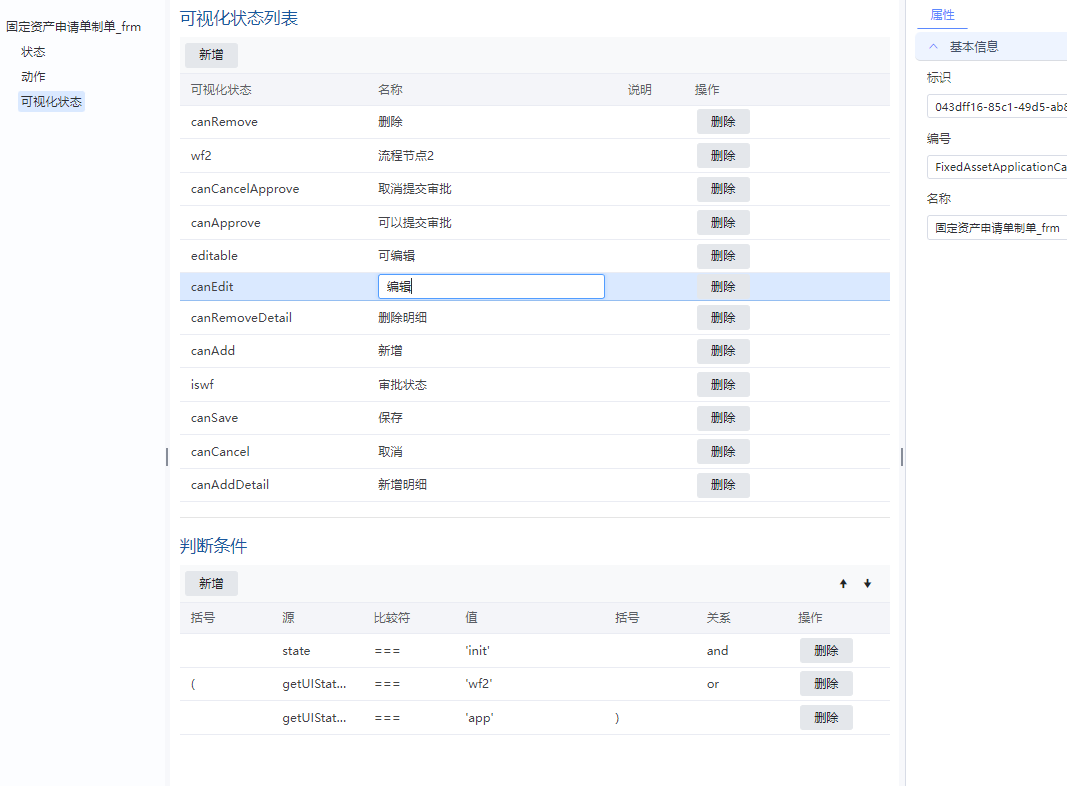 固定资产申请单制单_frm
状态
动作
可视化状态
可视化状态列表
新增
可视化状态 名称 说明 操作
canRemove 删除 删除
wf2 流程节点2 删除
canCancelApprove 取消提交审批 删除
canApprove 可以提交审批 删除
editable 可编辑 删除
canEdit 编辑 删除
canRemoveDetail 删除明细 删除
canAdd 新增 删除
iswf 审批状态 删除
canSave 保存 删除
canCancel 取消 删除
canAddDetail 新增明细 删除
判断条件
新增
括号 源 比较符 值 括号 关系 操作
state === 'init' and 删除
( getUIStat... === 'wf2' or 删除
getUIStat... === 'app' ) 删除
属性
基本信息
标识
043dff16-85c1-49d5-ab8
编号
FixedAssetApplicationCa
名称
固定资产申请单制单_frm